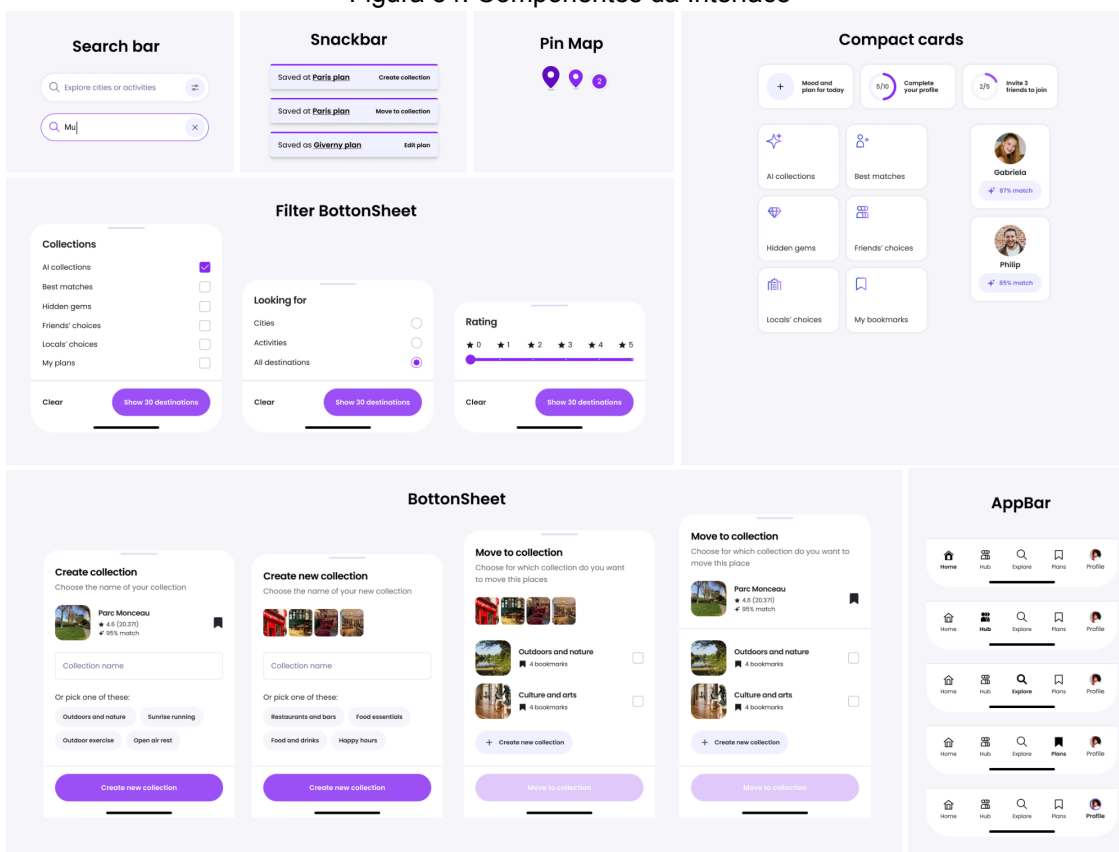 Search bar
Explore cities or activities
Mu
Snackbar
Saved at Paris plan Create collection
Saved at Paris plan Move to collection
Saved as Giverny plan Edit plan
Pin Map
2
Compact cards
+ Mood and
plan for today
5/10 Complete
your profile
2/5 Invite 3
friends to join
AI collections
Best matches
Hidden gems
Friends' choices
Locals' choices
My bookmarks
Gabriela
87% match
Philip
85% match
Filter BottonSheet
Collections
AI collections
Best matches
Hidden gems
Friends' choices
Locals' choices
My plans
Clear Show 30 destinations
Looking for
Cities
Activities
All destinations
Clear Show 30 destinations
Rating
★ 0 ★ 1 ★ 2 ★ 3 ★ 4 ★ 5
Clear Show 30 destinations
BottonSheet
Create collection
Choose the name of your collection
Parc Monceau
★ 4.6 (20.371)
95% match
Collection name
Or pick one of these:
Outdoors and nature Sunrise running
Outdoor exercise Open air rest
Create new collection
Create new collection
Choose the name of your new collection
Collection name
Or pick one of these:
Restaurants and bars Food essentials
Food and drinks Happy hours
Create new collection
Move to collection
Choose for which collection do you want
to move this places
Outdoors and nature
4 bookmarks
Culture and arts
4 bookmarks
+ Create new collection
Move to collection
Move to collection
Choose for which collection do you want to
move this place
Parc Monceau
★ 4.6 (20.371)
95% match
Outdoors and nature
4 bookmarks
Culture and arts
4 bookmarks
+ Create new collection
Move to collection
AppBar
Home Hub Explore Plans Profile
Home Hub Explore Plans Profile
Home Hub Explore Plans Profile
Home Hub Explore Plans Profile
Home Hub Explore Plans Profile